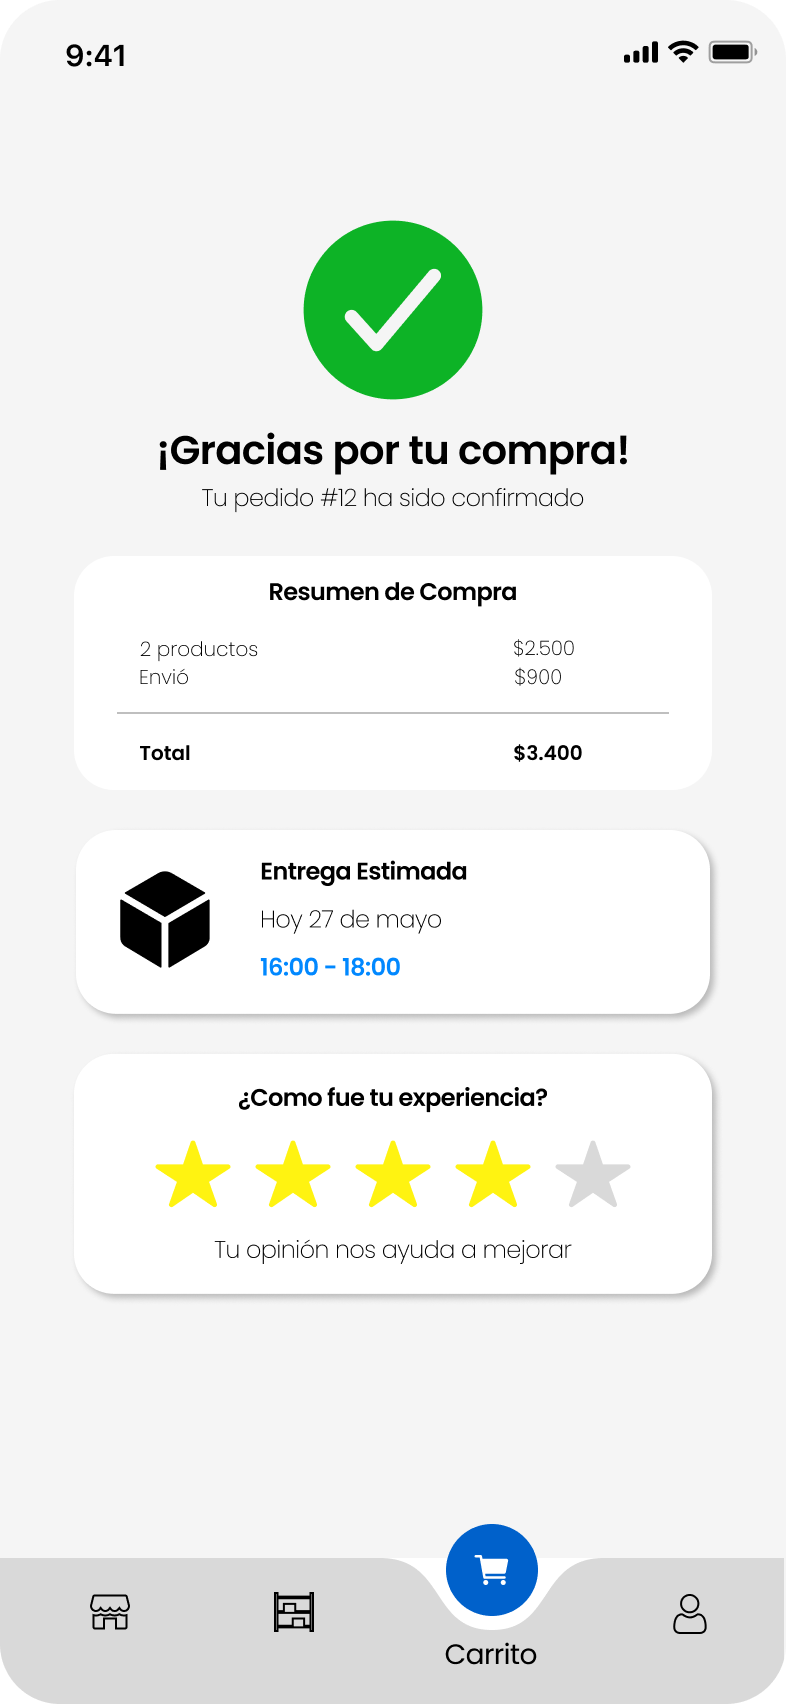 9:41
¡Gracias por tu compra!
Tu pedido #12 ha sido confirmado
Resumen de Compra
2 productos $2.500
Envió $900
Total $3.400
Entrega Estimada
Hoy 27 de mayo
16:00 - 18:00
¿Como fue tu experiencia?
Tu opinión nos ayuda a mejorar
Carrito